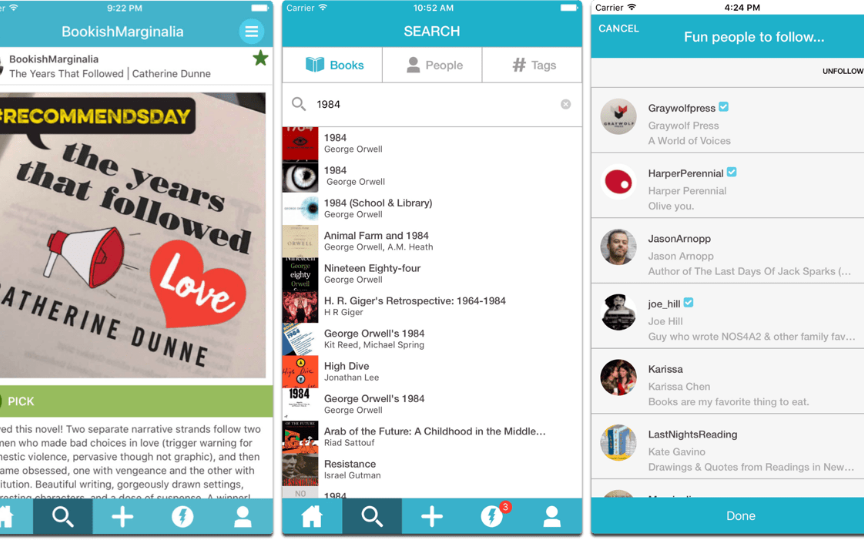 9:22 PM
BookishMarginalia
BookishMarginalia
The Years That Followed | Catherine Dunne
#RECOMMENDSDAY
the years
that followed
Love
CATHERINE DUNNE
PICK
this novel! Two separate narrative strands follow two
who made bad choices in love (trigger warning for
violence, pervasive though not graphic), and then
obsessed, one with vengeance and the other with
Beautiful writing, gorgeously drawn settings,
characters, and a dose of suspense. A winner!
Carrier
10:52 AM
SEARCH
Books
People
# Tags
1984
1984
George Orwell
1984
George Orwell
1984 (School & Library)
George Orwell
Animal Farm and 1984
George Orwell, A.M. Heath
Nineteen Eighty-four
George Orwell
H. R. Giger's Retrospective: 1964-1984
H R Giger
George Orwell's 1984
Kit Reed, Michael Spring
High Dive
Jonathan Lee
George Orwell's 1984
George Orwell
Arab of the Future: A Childhood in the Middle...
Riad Sattouf
Resistance
Israel Gutman
NO
1984
3
Carrier
4:24 PM
CANCEL
Fun people to follow...
UNFOLLOW
Graywolfpress
Graywolf Press
A World of Voices
HarperPerennial
Harper Perennial
Olive you.
JasonArnopp
Jason Arnopp
Author of The Last Days Of Jack Sparks (...
joe_hill
Joe Hill
Guy who wrote NOS4A2 & other family fav...
Karissa
Karissa Chen
Books are my favorite thing to eat.
LastNightsReading
Kate Gavino
Drawings & Quotes from Readings in New...
Done